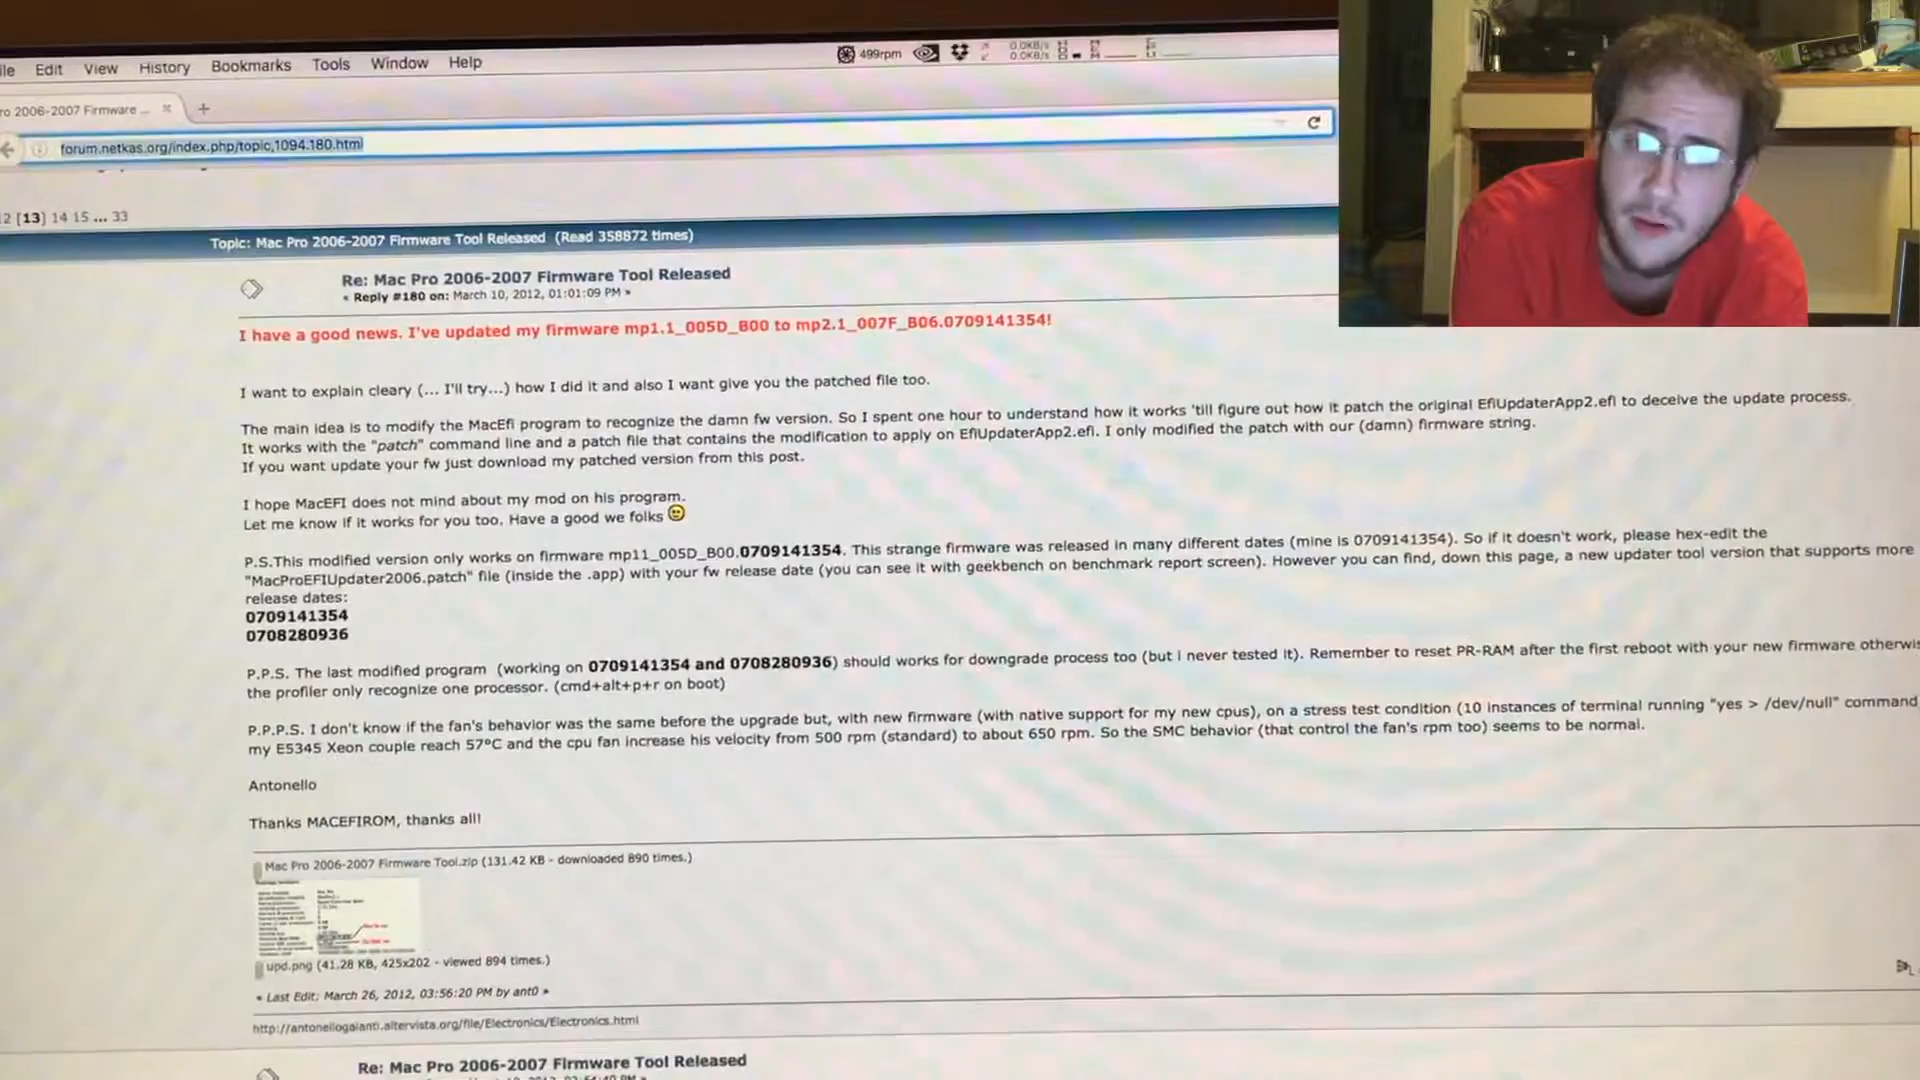 Edit View History Bookmarks Tools Window Help
499rpm
0.0KB/s
0.0KB/s
ro 2006-2007 Firmware ...
forum.netkas.org/index.php/topic,1094.180.html
12 [13] 14 15 ... 33
Topic: Mac Pro 2006-2007 Firmware Tool Released (Read 358872 times)
Re: Mac Pro 2006-2007 Firmware Tool Released
« Reply #180 on: March 10, 2012, 01:01:09 PM »
I have a good news. I've updated my firmware mp1.1_005D_B00 to mp2.1_007F_B06.0709141354!
I want to explain cleary (... I'll try...) how I did it and also I want give you the patched file too.
The main idea is to modify the MacEfi program to recognize the damn fw version. So I spent one hour to understand how it works 'till figure out how it patch the original EfiUpdaterApp2.efi to deceive the update process.
It works with the "patch" command line and a patch file that contains the modification to apply on EfiUpdaterApp2.efi. I only modified the patch with our (damn) firmware string.
If you want update your fw just download my patched version from this post.
I hope MacEFI does not mind about my mod on his program.
Let me know if it works for you too. Have a good we folks
P.S.This modified version only works on firmware mp11_005D_B00.0709141354. This strange firmware was released in many different dates (mine is 0709141354). So if it doesn't work, please hex-edit the
"MacProEFIUpdater2006.patch" file (inside the .app) with your fw release date (you can see it with geekbench on benchmark report screen). However you can find, down this page, a new updater tool version that supports more
release dates:
0709141354
0708280936
P.P.S. The last modified program (working on 0709141354 and 0708280936) should works for downgrade process too (but I never tested it). Remember to reset PR-RAM after the first reboot with your new firmware otherwis
the profiler only recognize one processor. (cmd+alt+p+r on boot)
P.P.P.S. I don't know if the fan's behavior was the same before the upgrade but, with new firmware (with native support for my new cpus), on a stress test condition (10 instances of terminal running "yes > /dev/null" command
my E5345 Xeon couple reach 57°C and the cpu fan increase his velocity from 500 rpm (standard) to about 650 rpm. So the SMC behavior (that control the fan's rpm too) seems to be normal.
Antonello
Thanks MACEFIROM, thanks all!
Mac Pro 2006-2007 Firmware Tool.zip (131.42 KB - downloaded 890 times.)
upd.png (41.28 KB, 425x202 - viewed 894 times.)
« Last Edit: March 26, 2012, 03:56:20 PM by ant0 »
http://antonellogaianti.altervista.org/file/Electronics/Electronics.html
Re: Mac Pro 2006-2007 Firmware Tool Released